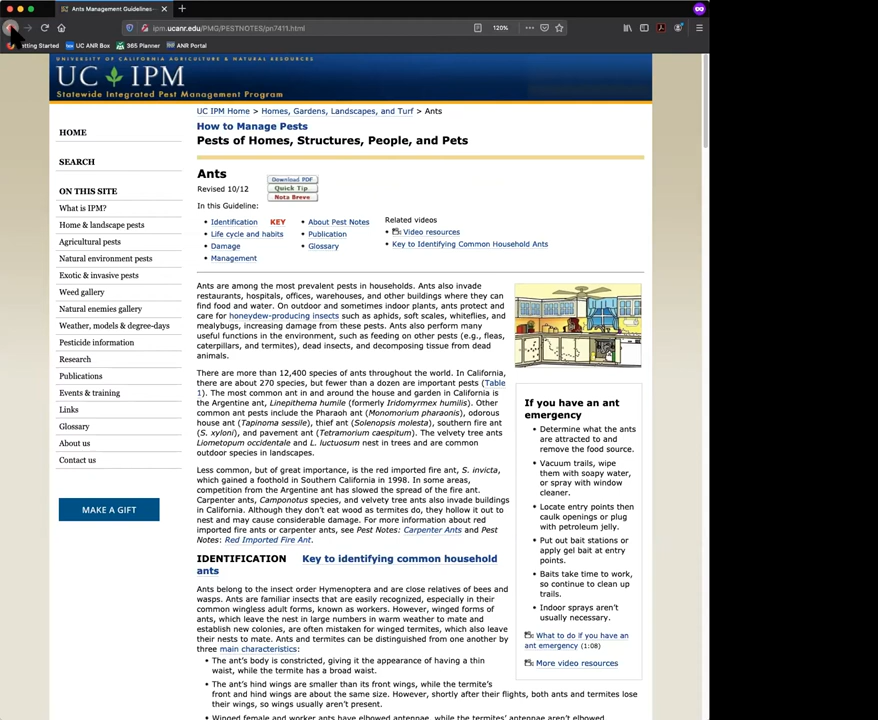 Ants Management Guidelines-
ipm.ucanr.edu/PMG/PESTNOTES/pn7411.html
120%
Getting Started UC ANR Box 365 Planner ANR Portal
UNIVERSITY OF CALIFORNIA AGRICULTURE & NATURAL RESOURCES
UC IPM
Statewide Integrated Pest Management Program
HOME
SEARCH
ON THIS SITE
What is IPM?
Home & landscape pests
Agricultural pests
Natural environment pests
Exotic & invasive pests
Weed gallery
Natural enemies gallery
Weather, models & degree-days
Pesticide information
Research
Publications
Events & training
Links
Glossary
About us
Contact us
MAKE A GIFT
UC IPM Home > Homes, Gardens, Landscapes, and Turf > Ants
How to Manage Pests
Pests of Homes, Structures, People, and Pets
Ants
Revised 10/12
Download PDF
Quick Tip
Nota Breve
In this Guideline:
• Identification KEY
• Life cycle and habits
• Damage
• Management
• About Pest Notes
• Publication
• Glossary
Related videos
• Video resources
• Key to Identifying Common Household Ants
Ants are among the most prevalent pests in households. Ants also invade
restaurants, hospitals, offices, warehouses, and other buildings where they can
find food and water. On outdoor and sometimes indoor plants, ants protect and
care for honeydew-producing insects such as aphids, soft scales, whiteflies, and
mealybugs, increasing damage from these pests. Ants also perform many
useful functions in the environment, such as feeding on other pests (e.g., fleas,
caterpillars, and termites), dead insects, and decomposing tissue from dead
animals.
There are more than 12,400 species of ants throughout the world. In California,
there are about 270 species, but fewer than a dozen are important pests (Table
1). The most common ant in and around the house and garden in California is
the Argentine ant, Linepithema humile (formerly Iridomyrmex humilis). Other
common ant pests include the Pharaoh ant (Monomorium pharaonis), odorous
house ant (Tapinoma sessile), thief ant (Solenopsis molesta), southern fire ant
(S. xyloni), and pavement ant (Tetramorium caespitum). The velvety tree ants
Liometopum occidentale and L. luctuosum nest in trees and are common
outdoor species in landscapes.
Less common, but of great importance, is the red imported fire ant, S. invicta,
which gained a foothold in Southern California in 1998. In some areas,
competition from the Argentine ant has slowed the spread of the fire ant.
Carpenter ants, Camponotus species, and velvety tree ants also invade buildings
in California. Although they don't eat wood as termites do, they hollow it out to
nest and may cause considerable damage. For more information about red
imported fire ants or carpenter ants, see Pest Notes: Carpenter Ants and Pest
Notes: Red Imported Fire Ant.
IDENTIFICATION Key to identifying common household
ants
Ants belong to the insect order Hymenoptera and are close relatives of bees and
wasps. Ants are familiar insects that are easily recognized, especially in their
common wingless adult forms, known as workers. However, winged forms of
ants, which leave the nest in large numbers in warm weather to mate and
establish new colonies, are often mistaken for winged termites, which also leave
their nests to mate. Ants and termites can be distinguished from one another by
three main characteristics:
• The ant's body is constricted, giving it the appearance of having a thin
waist, while the termite has a broad waist.
• The ant's hind wings are smaller than its front wings, while the termite's
front and hind wings are about the same size. However, shortly after their flights, both ants and termites lose
their wings, so wings usually aren't present.
• Winged female and worker ants have elbowed antennae, while the termites' antennae aren't elbowed
If you have an ant
emergency
• Determine what the
ants are attracted to and
remove the food source.
• Vacuum trails, wipe
them with soapy water,
or spray with window
cleaner.
• Locate entry points then
caulk openings or plug
with petroleum jelly.
• Put out bait stations or
apply gel bait at entry
points.
• Baits take time to work,
so continue to clean up
trails.
• Indoor sprays aren't
usually necessary.
What to do if you have an
ant emergency (1:08)
More video resources